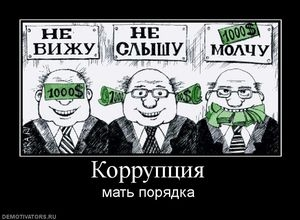 НЕ ВИЖУ
НЕ СЛЫШУ
МОЛЧУ
1000$
1000$
Коррупция
мать порядка
DEMOTIVATORS.RU